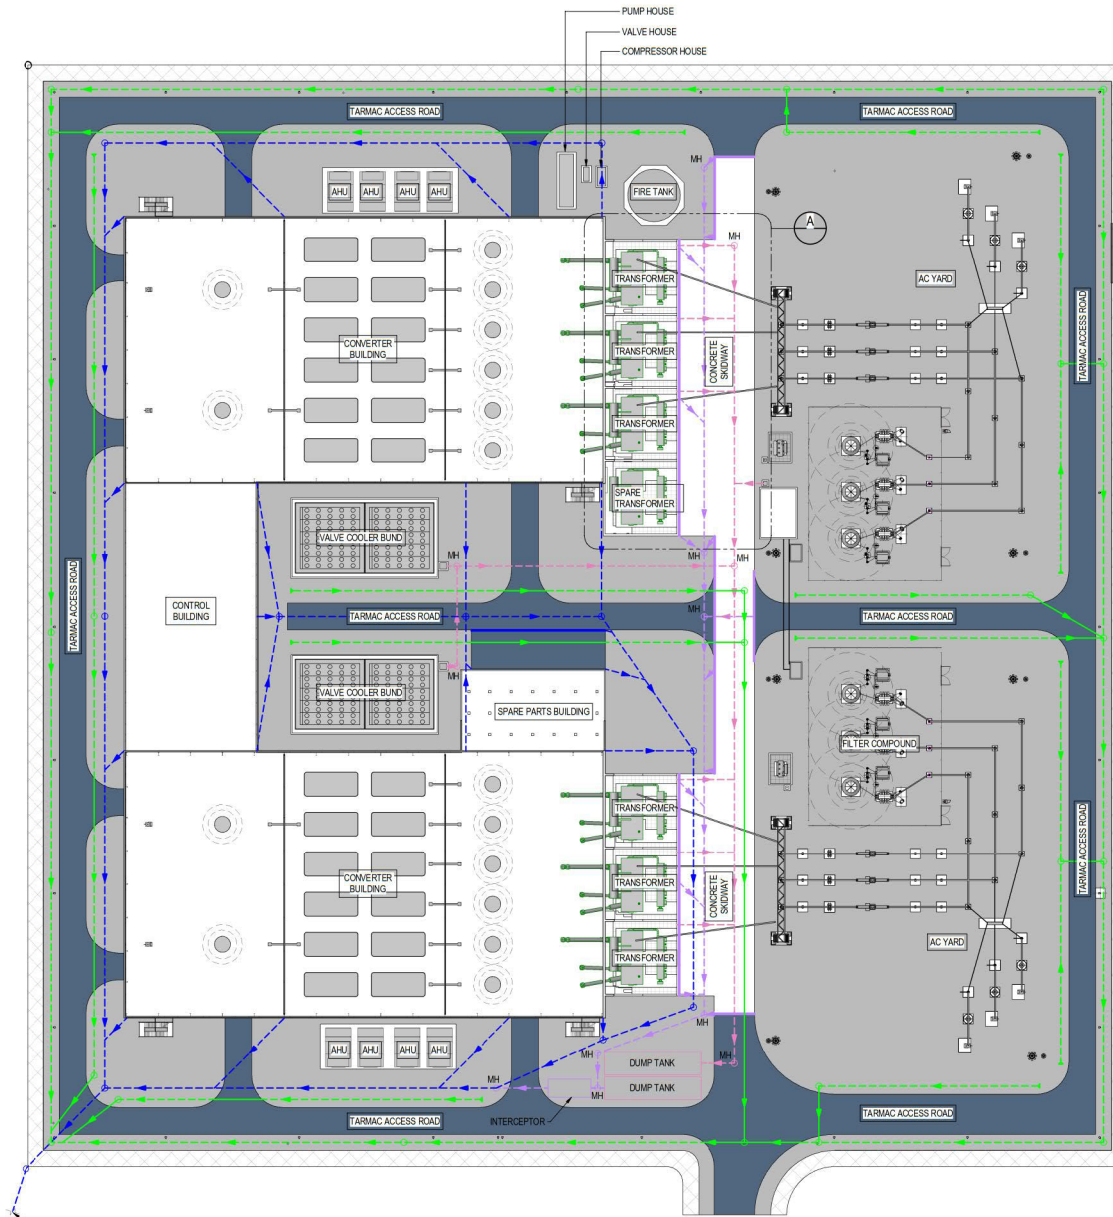 PUMP HOUSE
VALVE HOUSE
COMPRESSOR HOUSE
TARMAC ACCESS ROAD
TARMAC ACCESS ROAD
MH
AHU
AHU
AHU
AHU
FIRE TANK
A
MH
TRANSFORMER
AC YARD
CONVERTER
BUILDING
TRANSFORMER
CONCRETE
SKIDWAY
TARMAC ACCESS ROAD
TRANSFORMER
SPARE
TRANSFORMER
VALVE COOLER BUND
MH
MH
MH
TARMAC ACCESS ROAD
CONTROL
BUILDING
TARMAC ACCESS ROAD
MH
TARMAC ACCESS ROAD
MH
VALVE COOLER BUND
SPARE PARTS BUILDING
FILTER COMPOUND
TRANSFORMER
CONVERTER
BUILDING
TRANSFORMER
CONCRETE
SKIDWAY
TARMAC ACCESS ROAD
TRANSFORMER
AC YARD
MH
AHU
AHU
AHU
AHU
MH
DUMP TANK
MH
MH
DUMP TANK
MH
INTERCEPTOR
TARMAC ACCESS ROAD
TARMAC ACCESS ROAD